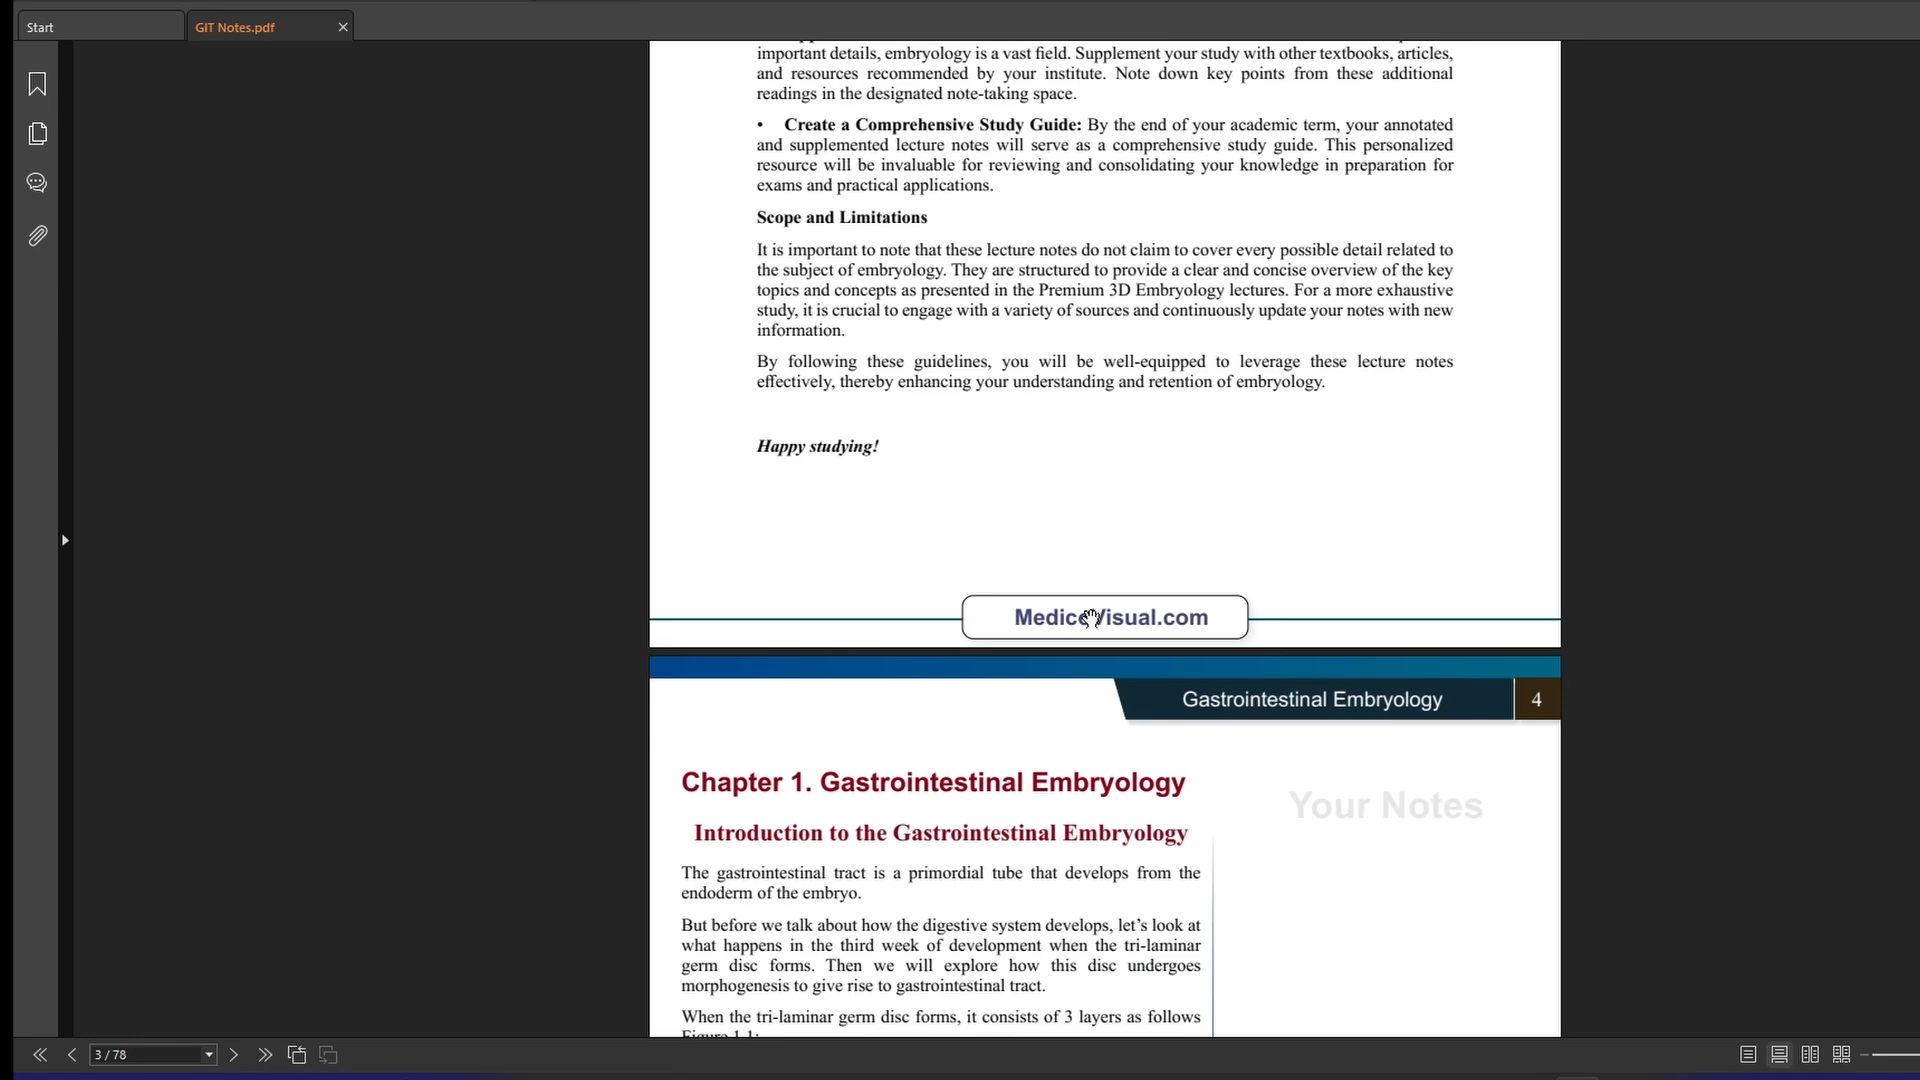 Start
GIT Notes.pdf
important details, embryology is a vast field. Supplement your study with other textbooks, articles,
and resources recommended by your institute. Note down key points from these additional
readings in the designated note-taking space.
• Create a Comprehensive Study Guide: By the end of your academic term, your annotated
and supplemented lecture notes will serve as a comprehensive study guide. This personalized
resource will be invaluable for reviewing and consolidating your knowledge in preparation for
exams and practical applications.
Scope and Limitations
It is important to note that these lecture notes do not claim to cover every possible detail related to
the subject of embryology. They are structured to provide a clear and concise overview of the key
topics and concepts as presented in the Premium 3D Embryology lectures. For a more exhaustive
study, it is crucial to engage with a variety of sources and continuously update your notes with new
information.
By following these guidelines, you will be well-equipped to leverage these lecture notes
effectively, thereby enhancing your understanding and retention of embryology.
Happy studying!
MedicoVisual.com
Gastrointestinal Embryology 4
Chapter 1. Gastrointestinal Embryology
Your Notes
Introduction to the Gastrointestinal Embryology
The gastrointestinal tract is a primordial tube that develops from the
endoderm of the embryo.
But before we talk about how the digestive system develops, let’s look at
what happens in the third week of development when the tri-laminar
germ disc forms. Then we will explore how this disc undergoes
morphogenesis to give rise to gastrointestinal tract.
When the tri-laminar germ disc forms, it consists of 3 layers as follows
Figure 1.1:
3 / 78